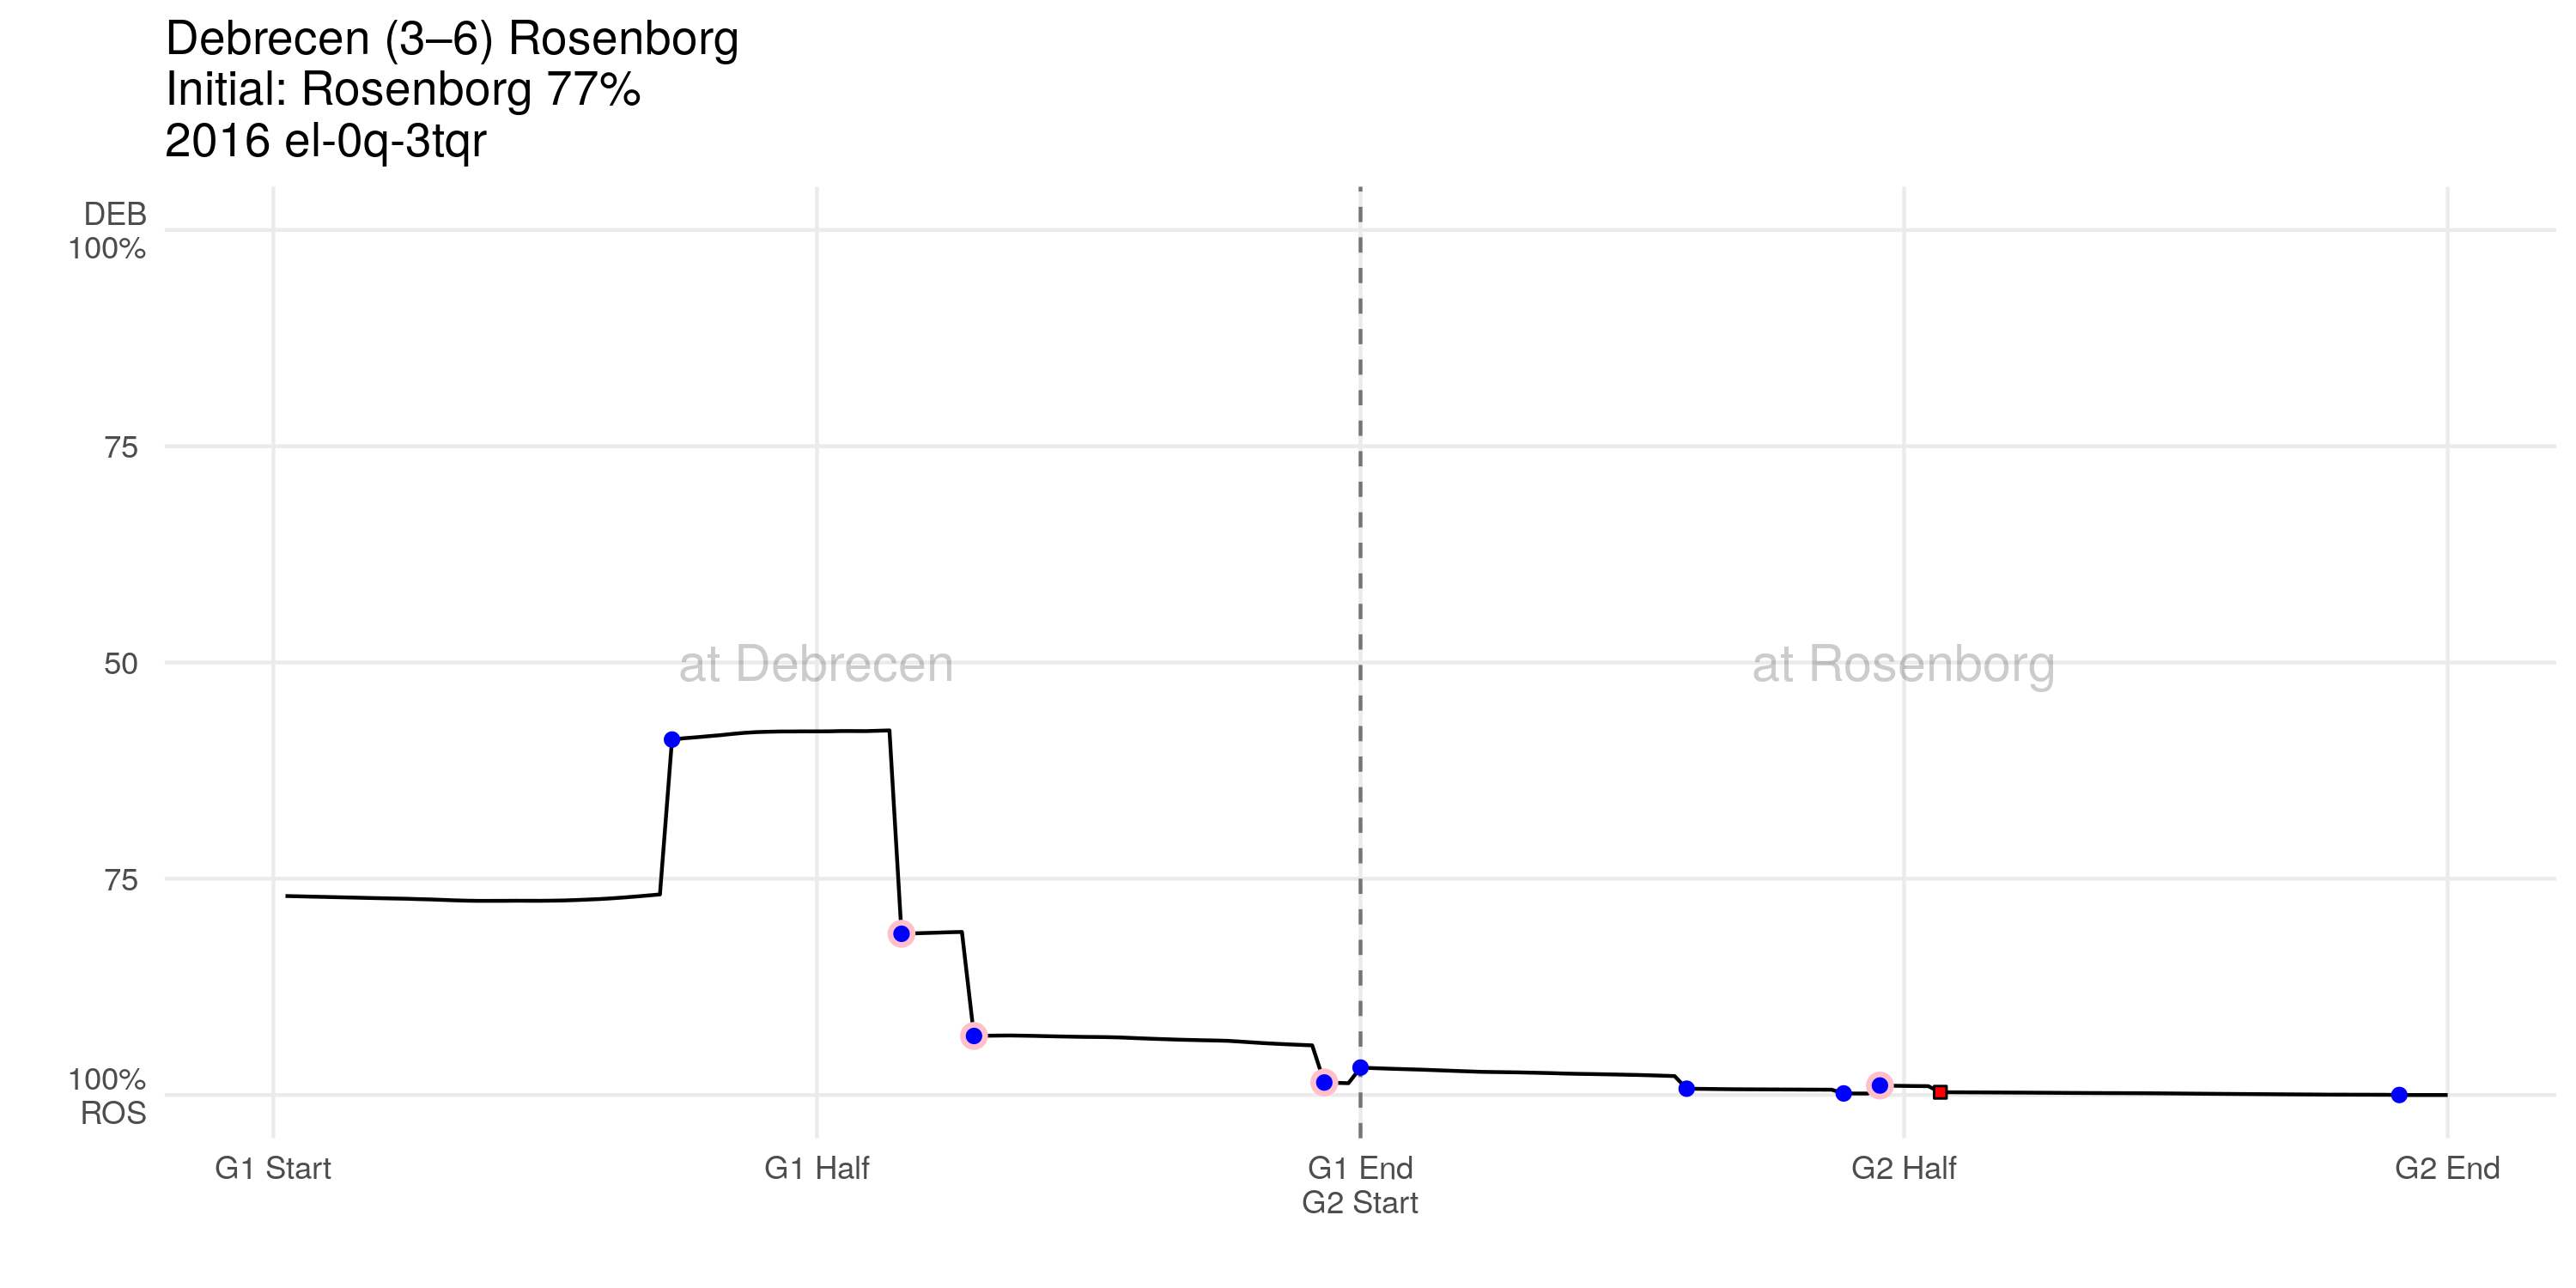 Debrecen (3–6) Rosenborg
Initial: Rosenborg 77%
2016 el-0q-3tqr
DEB
100%
75
50
75
100%
ROS
at Debrecen
at Rosenborg
G1 Start
G1 Half
G1 End
G2 Start
G2 Half
G2 End